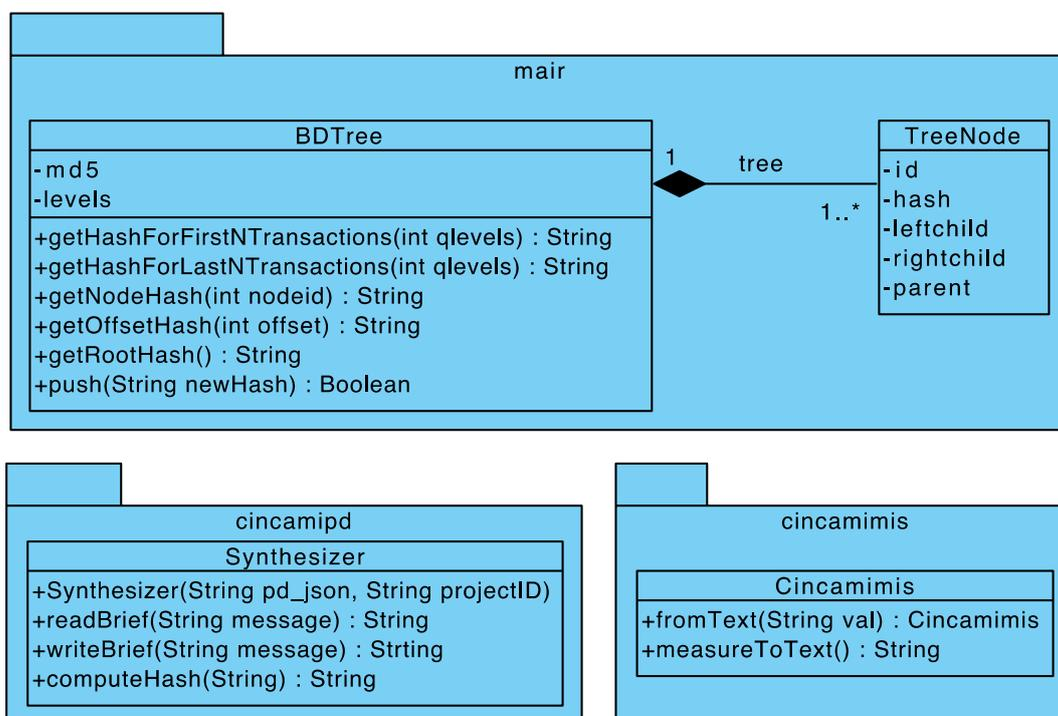 mair
BDTree
-md5
-levels
+getHashForFirstNTransactions(int qlevels) : String
+getHashForLastNTransactions(int qlevels) : String
+getNodeHash(int nodeid) : String
+getOffsetHash(int offset) : String
+getRootHash() : String
+push(String newHash) : Boolean
1
tree
1..*
TreeNode
-id
-hash
-leftchild
-rightchild
-parent
cincamipd
Synthesizer
+Synthesizer(String pd_json, String projectID)
+readBrief(String message) : String
+writeBrief(String message) : Strting
+computeHash(String) : String
cincamimis
Cincamimis
+fromText(String val) : Cincamimis
+measureToText() : String